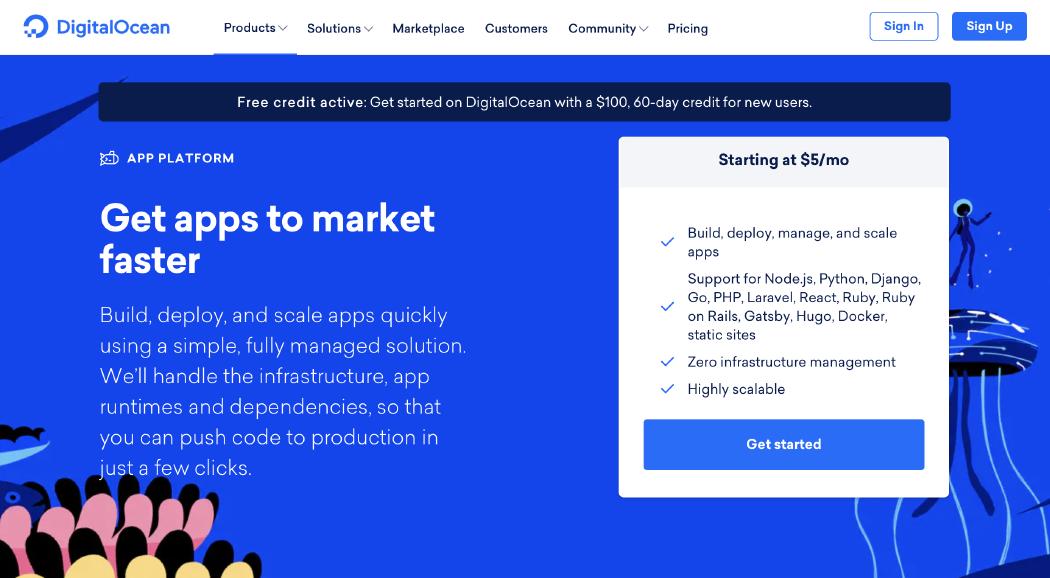 DigitalOcean
Products
Solutions
Marketplace
Customers
Community
Pricing
Sign In
Sign Up
Free credit active: Get started on DigitalOcean with a $100, 60-day credit for new users.
APP PLATFORM
Get apps to market
faster
Build, deploy, and scale apps quickly
using a simple, fully managed solution.
We'll handle the infrastructure, app
runtimes and dependencies, so that
you can push code to production in
just a few clicks.
Starting at $5/mo
Build, deploy, manage, and scale
apps
Support for Node.js, Python, Django,
Go, PHP, Laravel, React, Ruby, Ruby
on Rails, Gatsby, Hugo, Docker,
static sites
Zero infrastructure management
Highly scalable
Get started